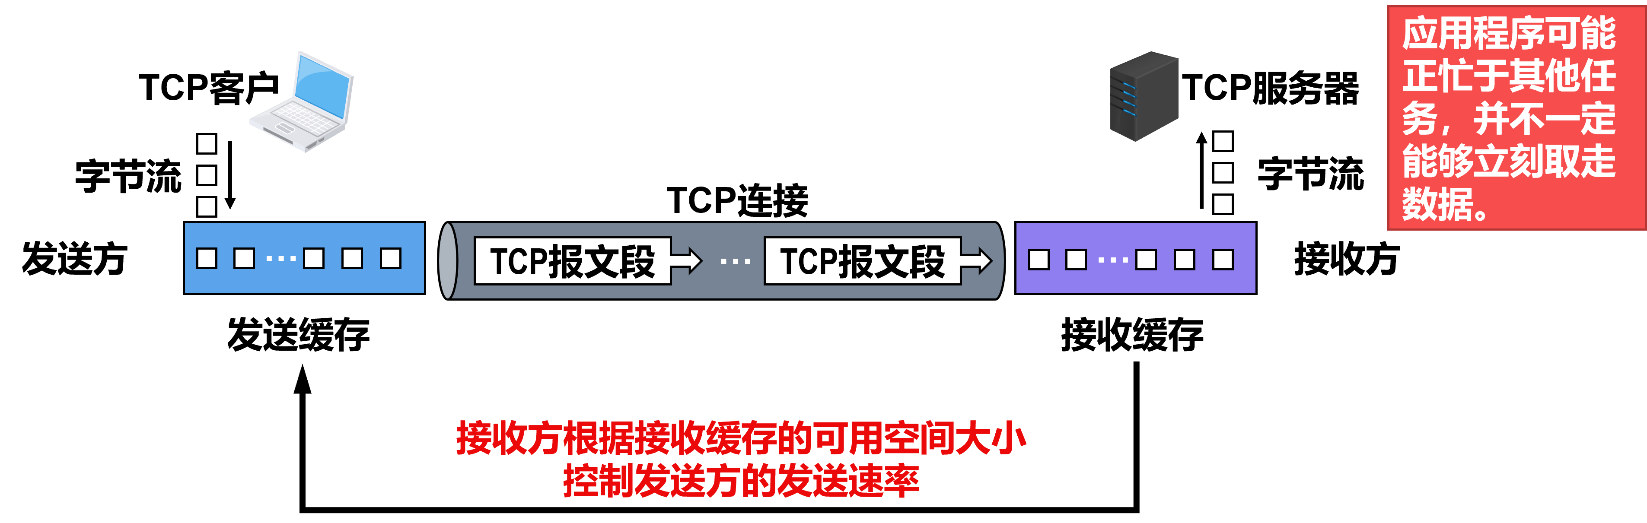 TCP客户
字节流
发送方
发送缓存
TCP连接
TCP报文段
...
TCP报文段
TCP服务器
字节流
接收方
接收缓存
应用程序可能
正忙于其他任
务，并不一定
能够立刻取走
数据。
接收方根据接收缓存的可用空间大小
控制发送方的发送速率